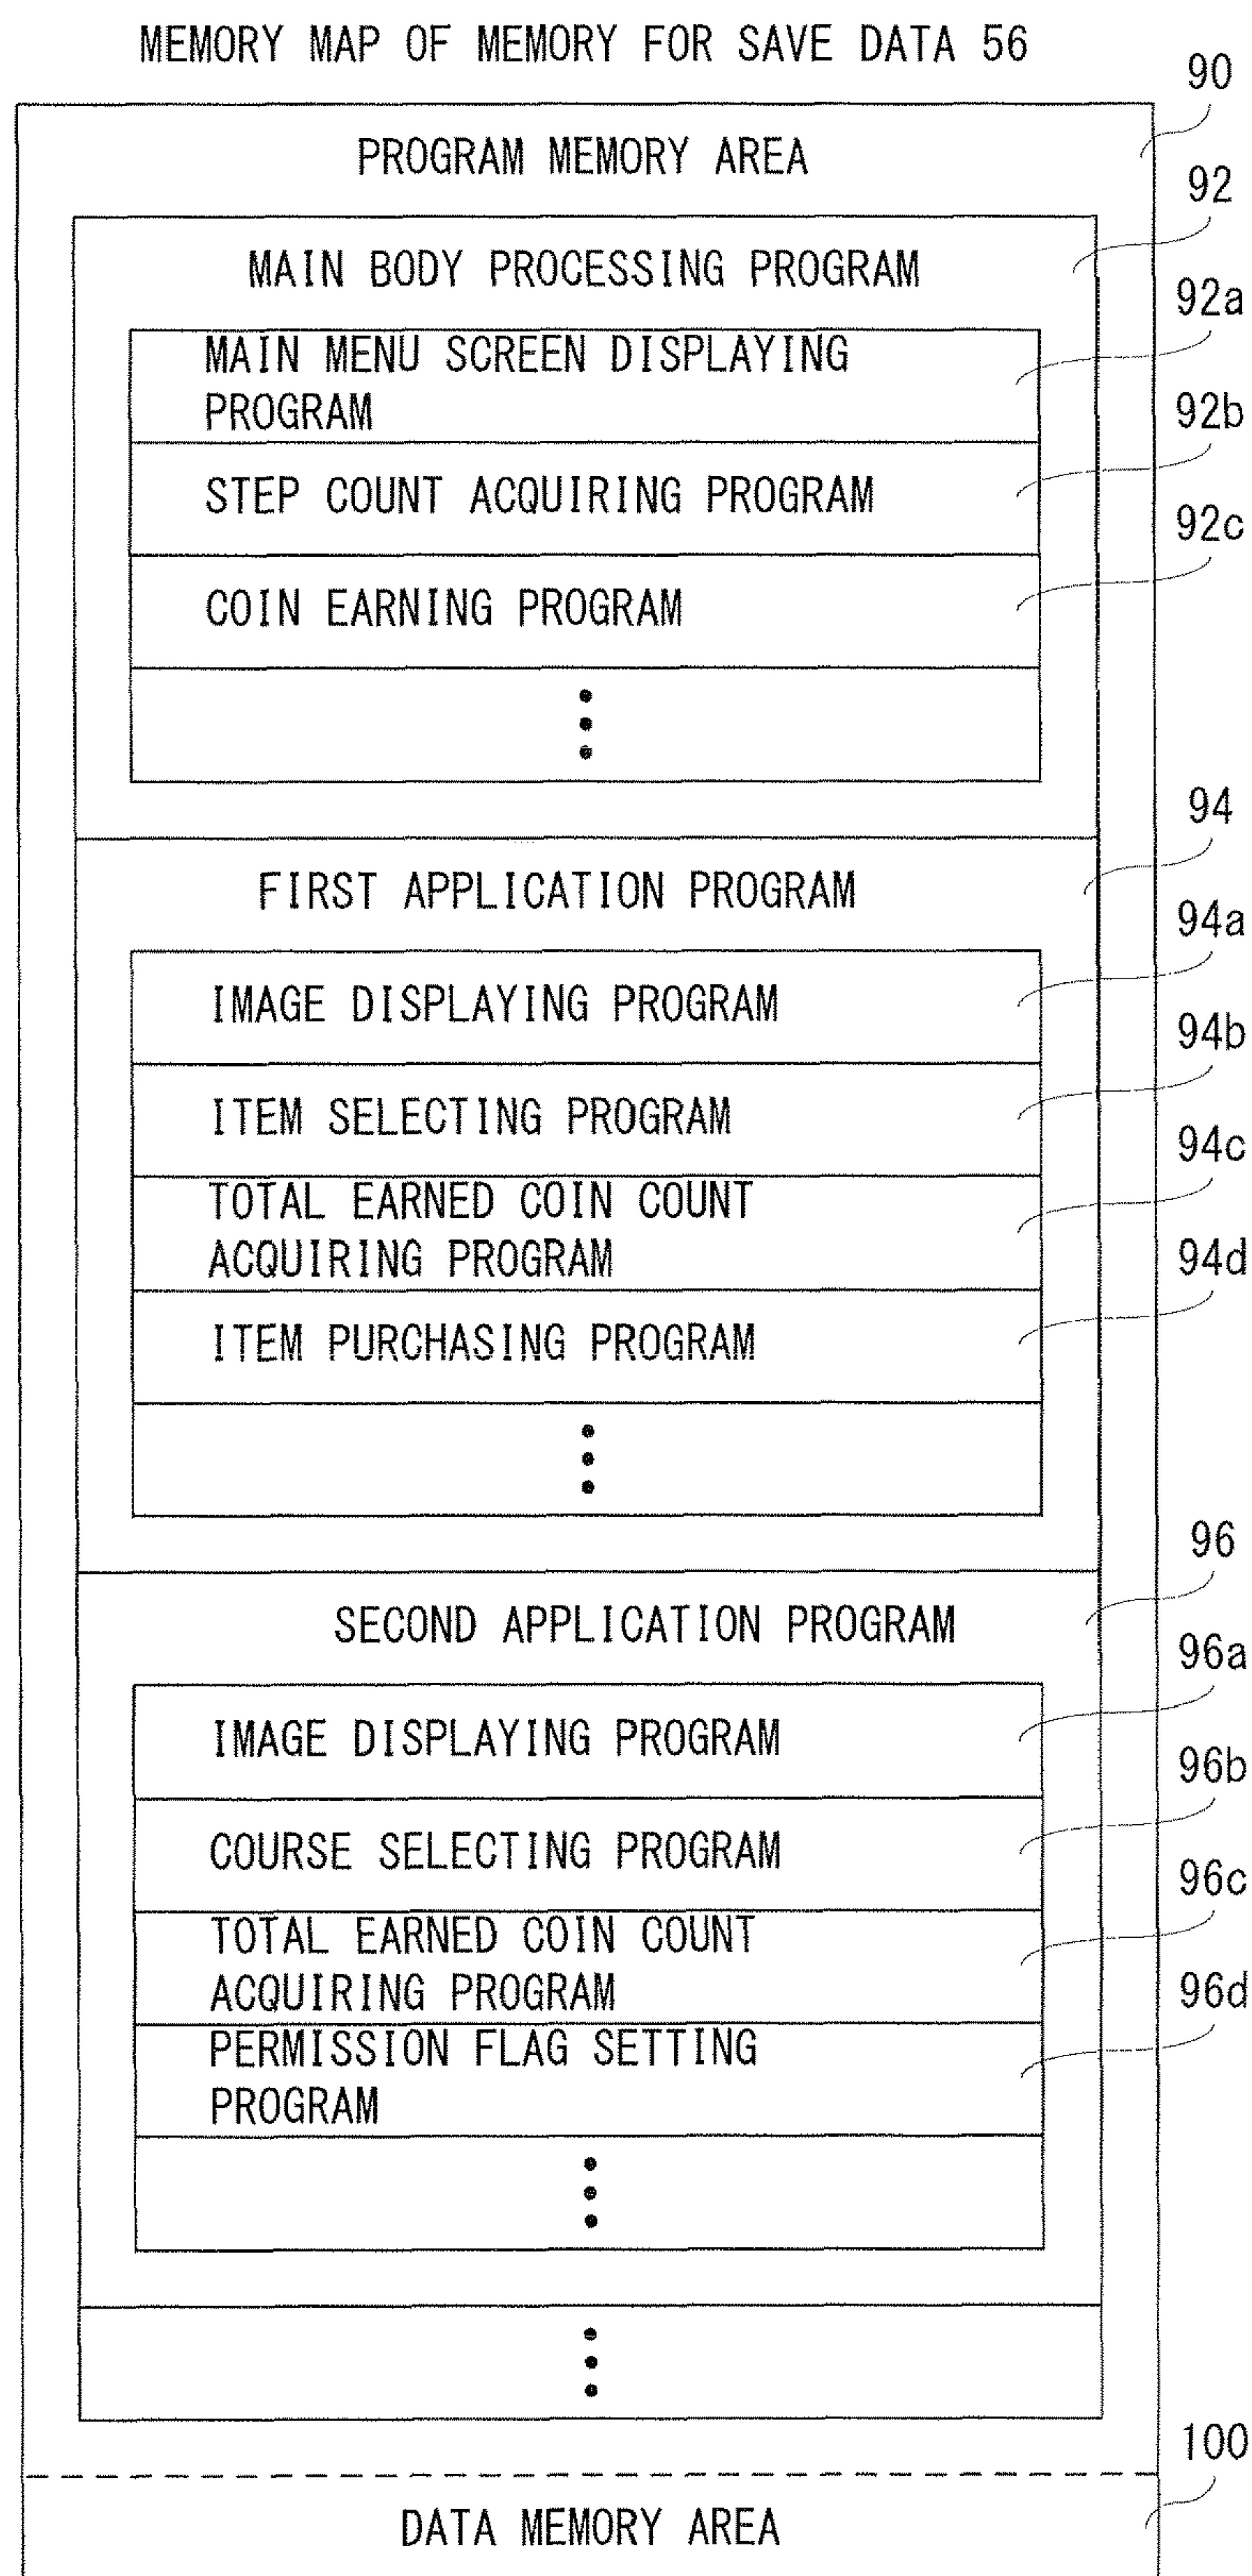 MEMORY MAP OF MEMORY FOR SAVE DATA 56
90
PROGRAM MEMORY AREA
92
MAIN BODY PROCESSING PROGRAM
92a
MAIN MENU SCREEN DISPLAYING
PROGRAM
92b
STEP COUNT ACQUIRING PROGRAM
92c
COIN EARNING PROGRAM
94
FIRST APPLICATION PROGRAM
94a
IMAGE DISPLAYING PROGRAM
94b
ITEM SELECTING PROGRAM
94c
TOTAL EARNED COIN COUNT
ACQUIRING PROGRAM
94d
ITEM PURCHASING PROGRAM
96
SECOND APPLICATION PROGRAM
96a
IMAGE DISPLAYING PROGRAM
96b
COURSE SELECTING PROGRAM
96c
TOTAL EARNED COIN COUNT
ACQUIRING PROGRAM
96d
PERMISSION FLAG SETTING
PROGRAM
100
DATA MEMORY AREA